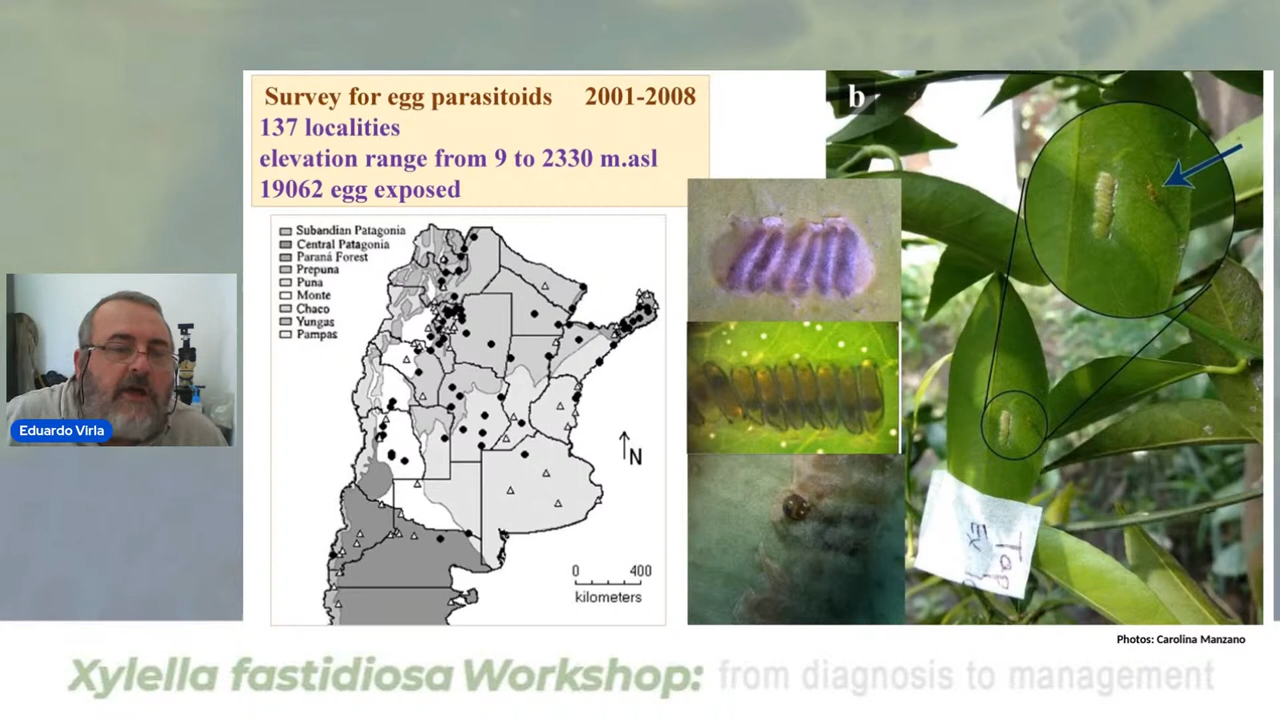 Survey for egg parasitoids 2001-2008
137 localities
elevation range from 9 to 2330 m.asl
19062 egg exposed
Subandian Patagonia
Central Patagonia
Paraná Forest
Prepuna
Puna
Monte
Chaco
Yungas
Pampas
N
0 400
kilometers
b
Top
Ex
Eduardo Virla
Photos: Carolina Manzano
Xylella fastidiosa Workshop: from diagnosis to management